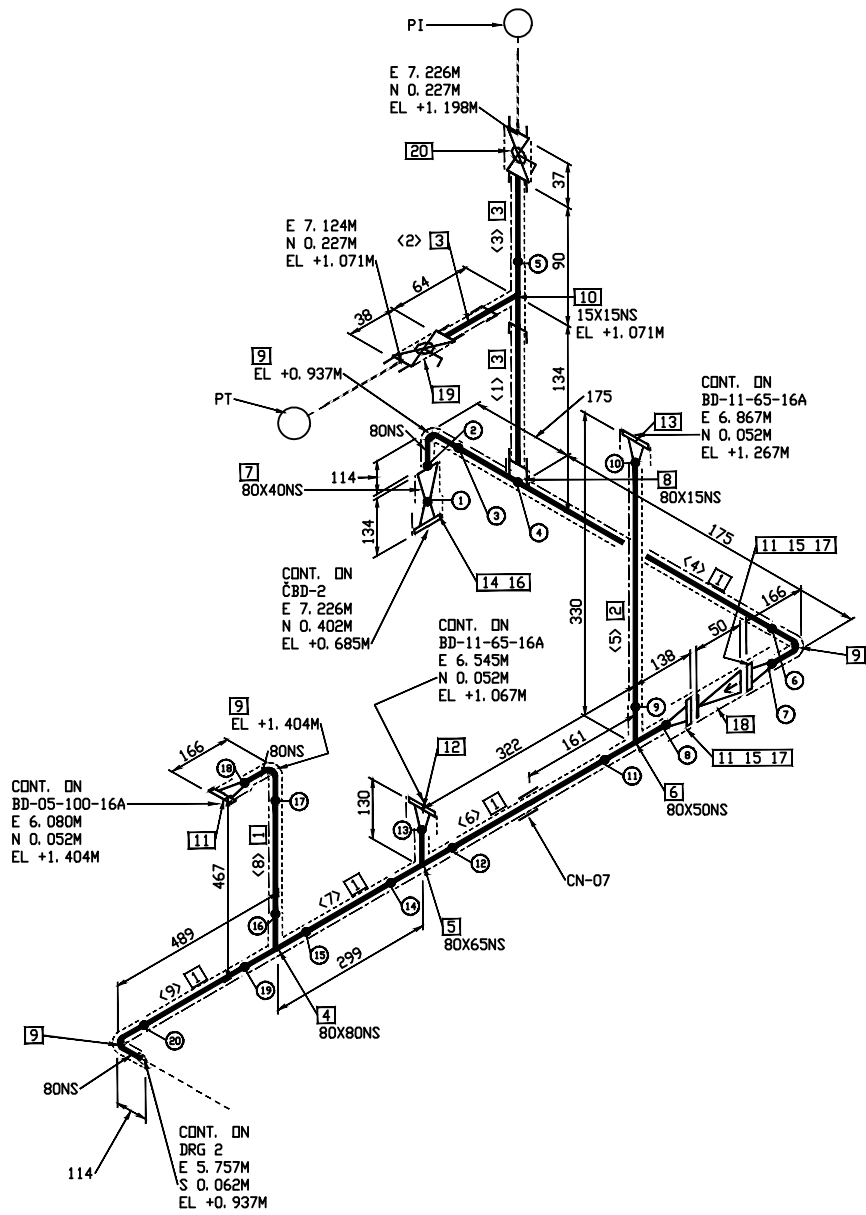 PI
E 7.226M
N 0.227M
EL +1.198M
20
37
3
<3>
5
90
E 7.124M
N 0.227M
EL +1.071M
<2> 3
64
38
10
15X15NS
EL +1.071M
9
EL +0.937M
19
3
<1>
134
175
PT
80NS
2
CONT. ON
BD-11-65-16A
E 6.867M
N 0.052M
EL +1.267M
13
10
7
80X40NS
114
1
3
4
8
80X15NS
134
14 16
175
11 15 17
<4> 1
166
CONT. ON
ČBD-2
E 7.226M
N 0.402M
EL +0.685M
330
2
<5>
50
138
6
9
7
CONT. ON
BD-11-65-16A
E 6.545M
N 0.052M
EL +1.067M
9
EL +1.404M
80NS
166
18
17
9
18
8
11 15 17
322
161
12
11
6
80X50NS
CONT. ON
BD-05-100-16A
E 6.080M
N 0.052M
EL +1.404M
11
130
13
<6> 1
12
CN-07
1
<8>
467
<7> 1
14
16
15
489
299
5
80X65NS
<9> 1
19
4
80X80NS
9
20
80NS
114
CONT. ON
DRG 2
E 5.757M
S 0.062M
EL +0.937M